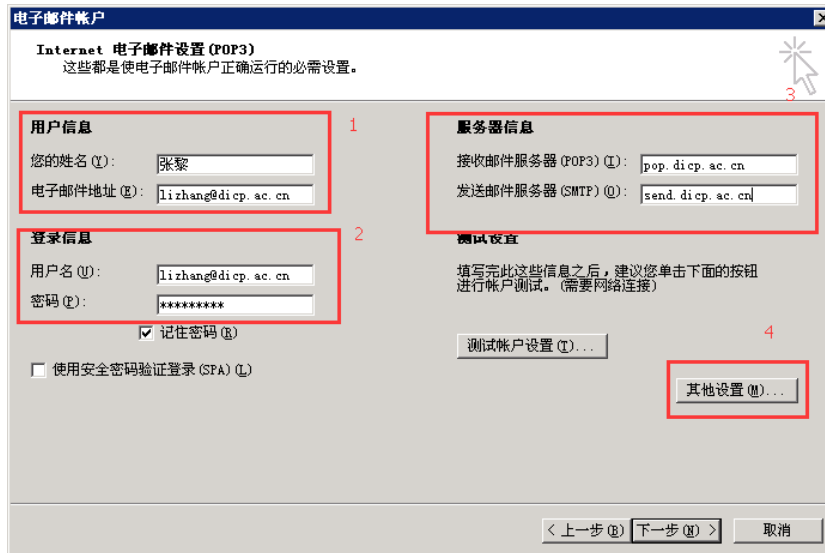 电子邮件帐户
Internet 电子邮件设置(POP3)
这些都是使电子邮件帐户正确运行的必需设置。
3
用户信息
1
您的姓名(Y): 张黎
电子邮件地址(E): lizhang@dicp.ac.cn
服务器信息
接收邮件服务器(POP3)(I): pop.dicp.ac.cn
发送邮件服务器(SMTP)(O): send.dicp.ac.cn
登录信息
2
用户名(U): lizhang@dicp.ac.cn
密码(P): *********
记住密码(R)
使用安全密码验证登录(SPA)(L)
测试设置
填写完此这些信息之后，建议您单击下面的按钮
进行帐户测试。(需要网络连接)
测试帐户设置(T)...
4
其他设置(M)...
< 上一步(B)
下一步(N) >
取消